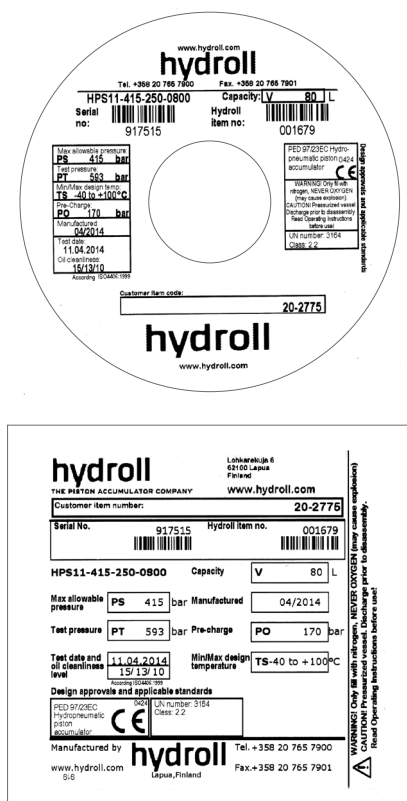 www.hydroll.com
hydroll
Tel. +358 20 765 7900 Fax. +358 20 765 7901
HPS11-415-250-0800 Capacity: V 80 L
Serial no: 917515
Hydroll item no: 001679
Max allowable pressure:
PS 415 bar
Test pressure:
PT 593 bar
Min/Max design temp:
TS -40 to +100°C
Pre-Charge:
PO 170 bar
Manufactured
04/2014
Test date:
11.04.2014
Oil cleanliness:
15/13/10
According ISO4406:1999
PED 97/23EC Hydro-
pneumatic piston 0424
accumulator CE
WARNING! Only fill with
nitrogen, NEVER OXYGEN
(may cause explosion).
CAUTION! Pressurized vessel
Discharge prior to disassembly.
Read Operating Instructions
before use!
UN number: 3164
Class: 2.2
Design approvals and applicable standards
Customer item code:
20-2775
hydroll
www.hydroll.com
hydroll
THE PISTON ACCUMULATOR COMPANY
Lohkarekuja 6
62100 Lapua
Finland
www.hydroll.com
Customer item number: 20-2775
Serial No. 917515 Hydroll item no. 001679
HPS11-415-250-0800 Capacity V 80 L
Max allowable pressure PS 415 bar Manufactured 04/2014
Test pressure PT 593 bar Pre-charge PO 170 bar
Test date and oil cleanliness level 11.04.2014 15/13/10
According ISO4406:1999
Min/Max design temperature TS-40 to +100°C
Design approvals and applicable standards
PED 97/23EC 0424
Hydropneumatic
piston
accumulator CE
UN number: 3164
Class: 2.2
Manufactured by hydroll Tel. +358 20 765 7900
www.hydroll.com Lapua, Finland Fax.+358 20 765 7901
WARNING! Only fill with nitrogen, NEVER OXYGEN (may cause explosion)
CAUTION! Pressurized vessel. Discharge prior to disassembly.
Read Operating Instructions before use!